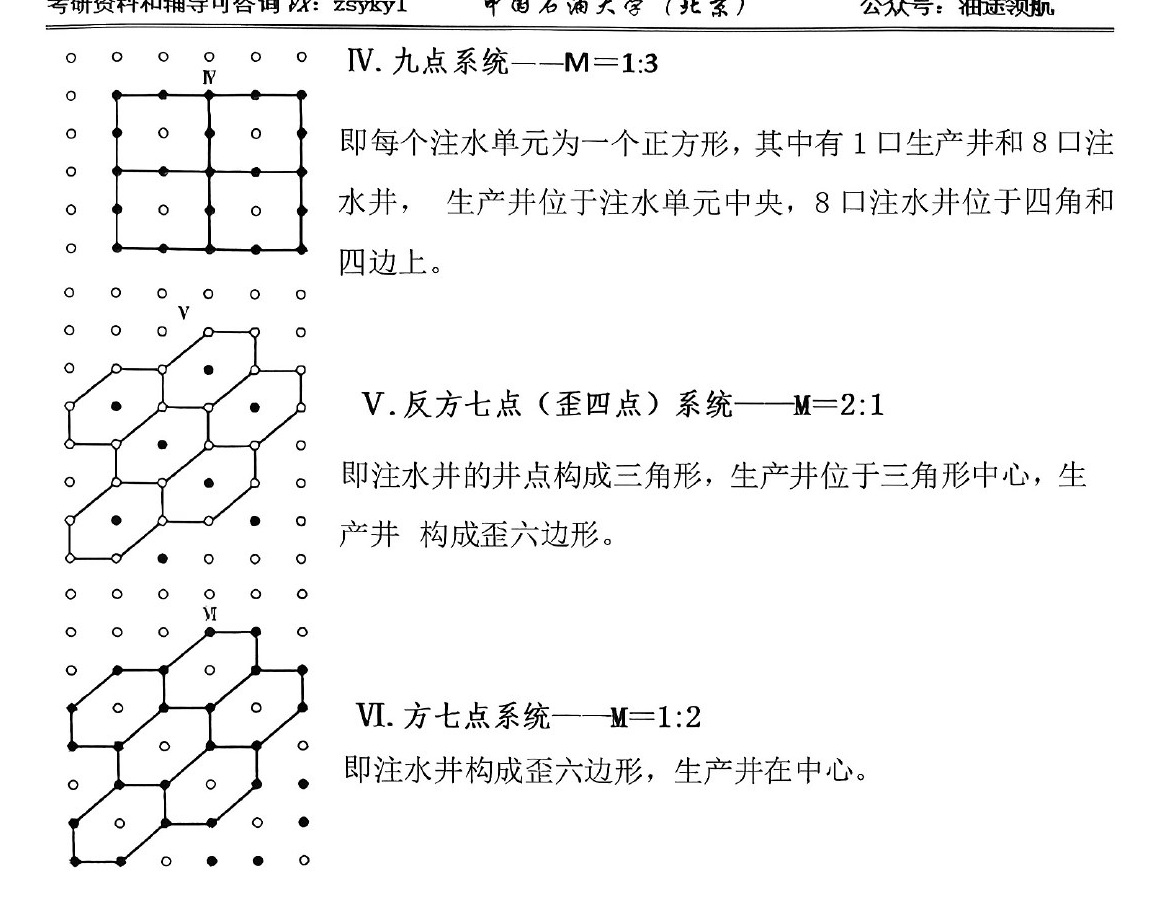 考研资料和辅导可咨询 VX: zsyky1 中国石油大学（北京） 公众号：油途领航
Ⅳ
Ⅳ. 九点系统——M=1:3
即每个注水单元为一个正方形，其中有 1 口生产井和 8 口注
水井， 生产井位于注水单元中央，8 口注水井位于四角和
四边上。
Ⅴ
Ⅴ. 反方七点（歪四点）系统——M=2:1
即注水井的井点构成三角形，生产井位于三角形中心，生
产井 构成歪六边形。
Ⅵ
Ⅵ. 方七点系统——M=1:2
即注水井构成歪六边形，生产井在中心。